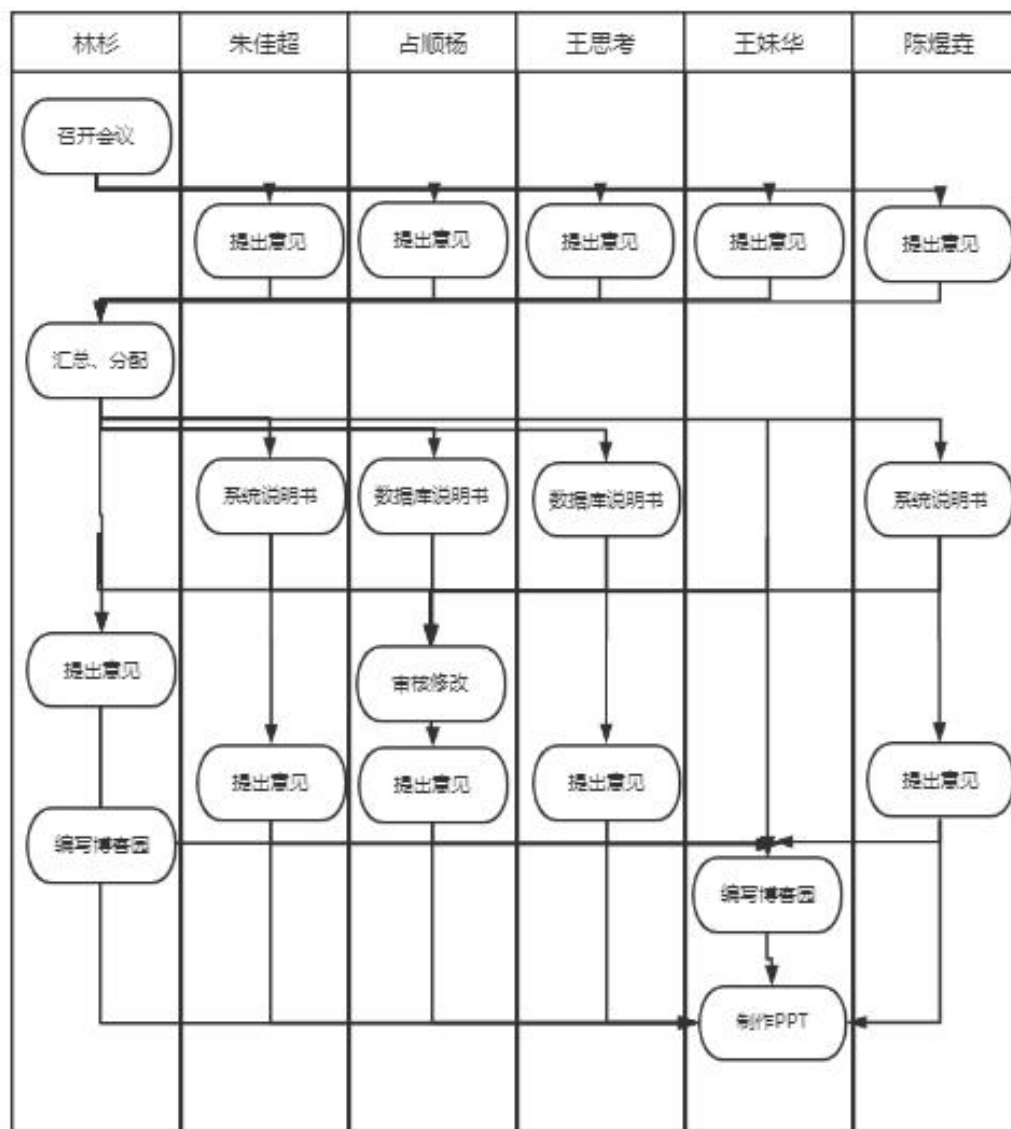 林杉
朱佳超
占顺杨
王思考
王妹华
陈煜垚
召开会议
提出意见
提出意见
提出意见
提出意见
提出意见
汇总、分配
系统说明书
数据库说明书
数据库说明书
系统说明书
提出意见
审核修改
提出意见
提出意见
提出意见
提出意见
编写博客园
编写博客园
制作PPT